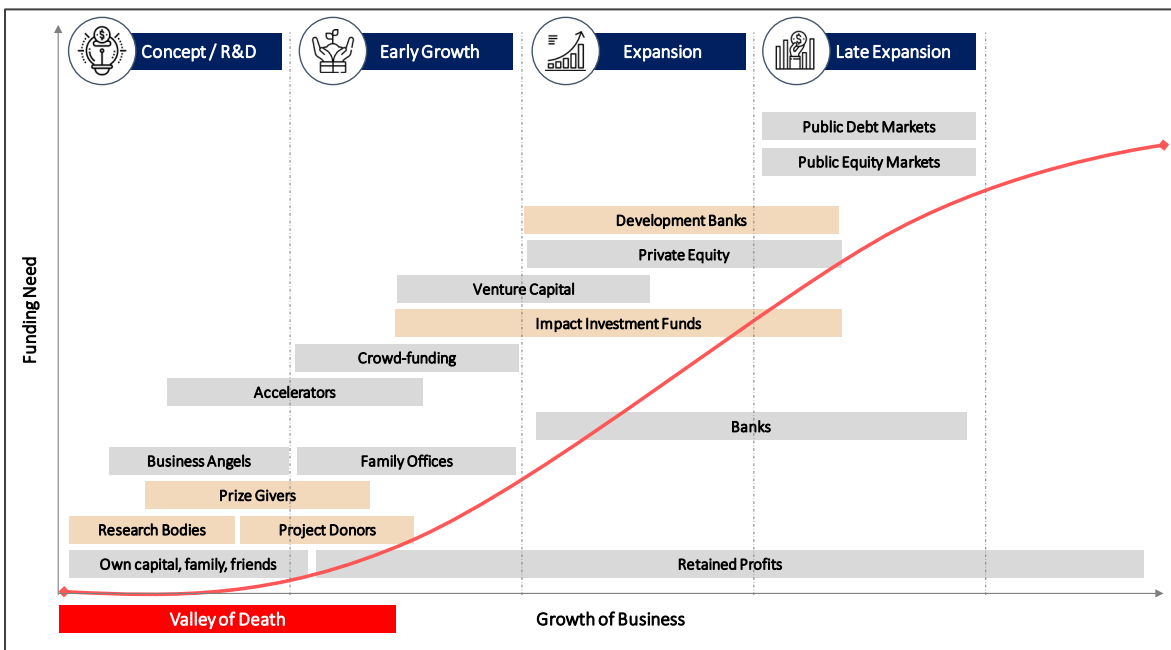 Concept / R&D
Early Growth
Expansion
Late Expansion
Public Debt Markets
Public Equity Markets
Development Banks
Private Equity
Venture Capital
Impact Investment Funds
Crowd-funding
Accelerators
Banks
Business Angels
Family Offices
Prize Givers
Research Bodies
Project Donors
Own capital, family, friends
Retained Profits
Funding Need
Valley of Death
Growth of Business